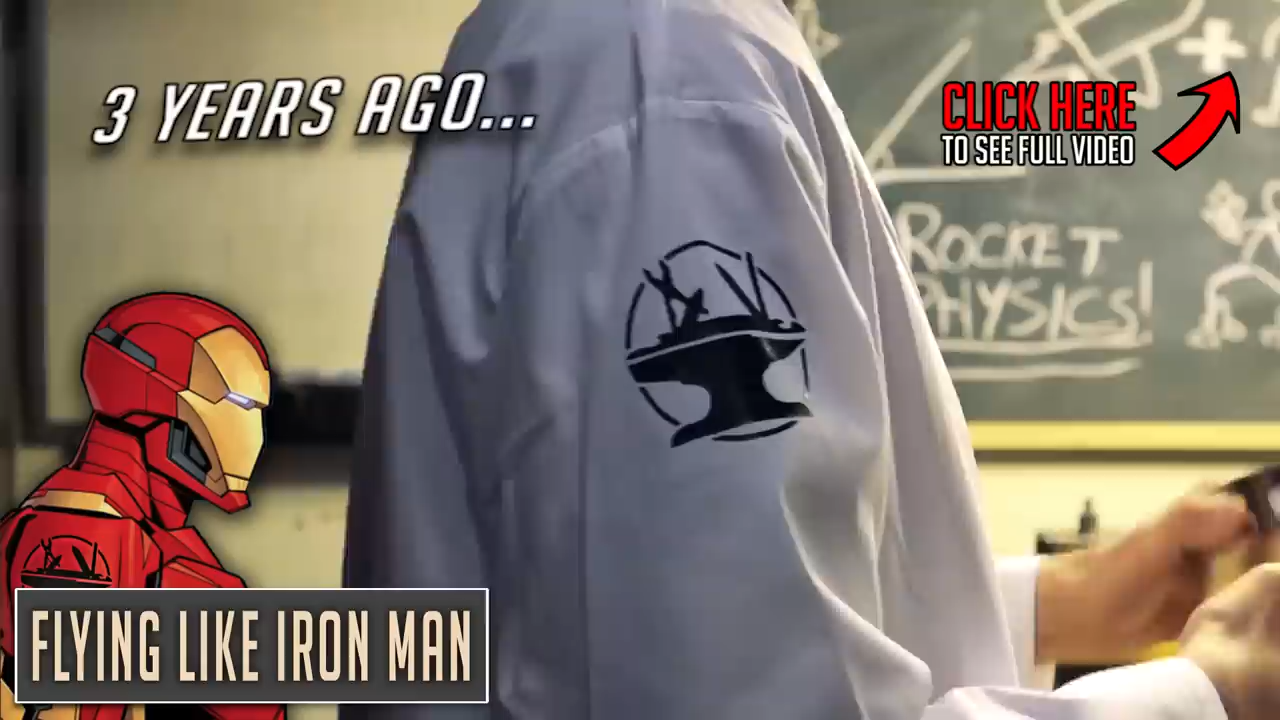 3 YEARS AGO...
CLICK HERE
TO SEE FULL VIDEO
ROCKET
PHYSICS!
FLYING LIKE IRON MAN